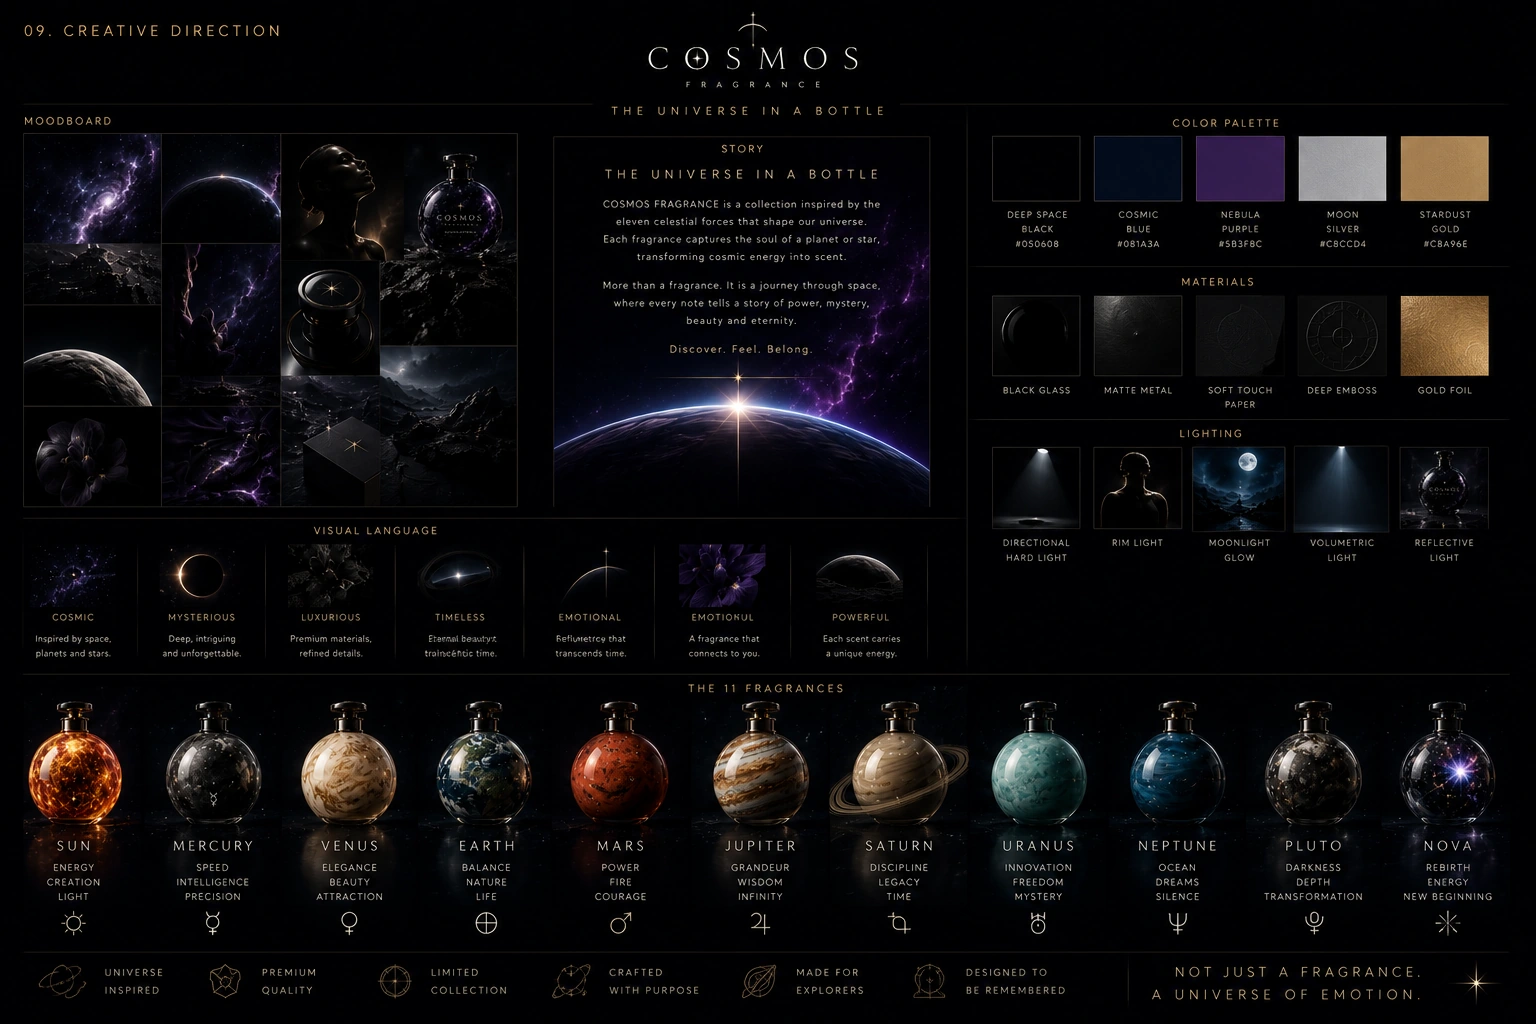 09. CREATIVE DIRECTION
COSMOS
FRAGRANCE
THE UNIVERSE IN A BOTTLE
MOODBOARD
COSMOS
STORY
THE UNIVERSE IN A BOTTLE
COSMOS FRAGRANCE is a collection inspired by the
eleven celestial forces that shape our universe.
Each fragrance captures the soul of a planet or star,
transforming cosmic energy into scent.
More than a fragrance. It is a journey through space,
where every note tells a story of power, mystery,
beauty and eternity.
Discover. Feel. Belong.
COLOR PALETTE
DEEP SPACE
BLACK
#050608
COSMIC
BLUE
#081A3A
NEBULA
PURPLE
#5B3F8C
MOON
SILVER
#C8CCD4
STARDUST
GOLD
#C8A96E
MATERIALS
BLACK GLASS
MATTE METAL
SOFT TOUCH
PAPER
DEEP EMBOSS
GOLD FOIL
LIGHTING
COSMOS
DIRECTIONAL
HARD LIGHT
RIM LIGHT
MOONLIGHT
GLOW
VOLUMETRIC
LIGHT
REFLECTIVE
LIGHT
VISUAL LANGUAGE
COSMIC
Inspired by space,
planets and stars.
MYSTERIOUS
Deep, intriguing
and unforgettable.
LUXURIOUS
Premium materials,
refined details.
TIMELESS
time.
EMOTIONAL
that
transcends time.
EMOTIONUL
A fragrance that
connects to you.
POWERFUL
Each scent carries
a unique energy.
THE 11 FRAGRANCES
SUN
ENERGY
CREATION
LIGHT
MERCURY
SPEED
INTELLIGENCE
PRECISION
VENUS
ELEGANCE
BEAUTY
ATTRACTION
EARTH
BALANCE
NATURE
LIFE
MARS
POWER
FIRE
COURAGE
JUPITER
GRANDEUR
WISDOM
INFINITY
SATURN
DISCIPLINE
LEGACY
TIME
URANUS
INNOVATION
FREEDOM
MYSTERY
NEPTUNE
OCEAN
DREAMS
SILENCE
PLUTO
DARKNESS
DEPTH
TRANSFORMATION
NOVA
REBIRTH
ENERGY
NEW BEGINNING
UNIVERSE
INSPIRED
PREMIUM
QUALITY
LIMITED
COLLECTION
CRAFTED
WITH PURPOSE
MADE FOR
EXPLORERS
DESIGNED TO
BE REMEMBERED
NOT JUST A FRAGRANCE.
A UNIVERSE OF EMOTION.